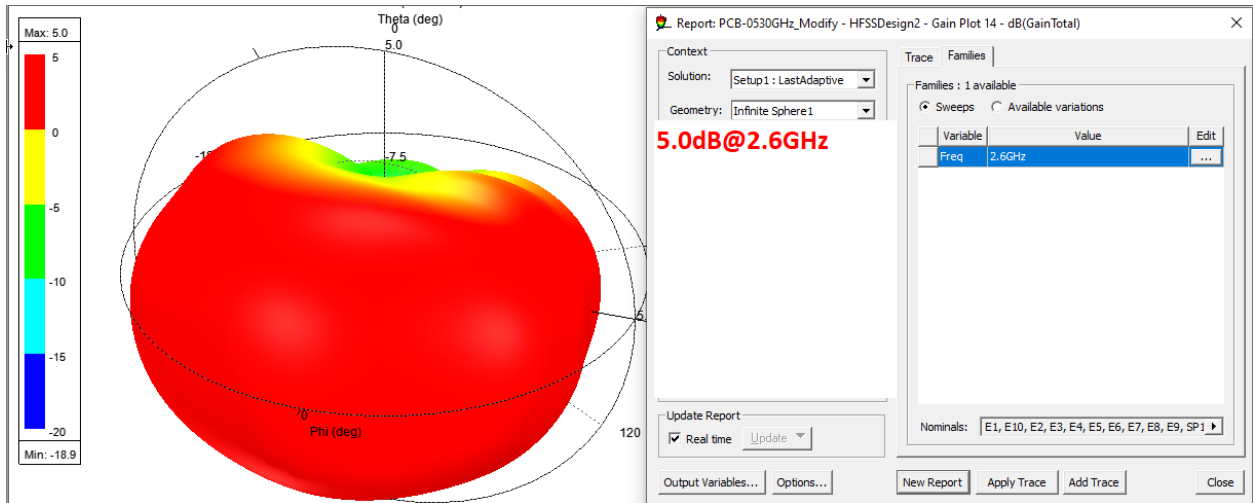 Max: 5.0
5
0
-5
-10
-15
-20
Min: -18.9
Theta (deg)
0
5.0
-7.5
0
Phi (deg)
120
Report: PCB-0530GHz_Modify - HFSSDesign2 - Gain Plot 14 - dB(GainTotal)
Context
Solution:
Setup1 : LastAdaptive
Geometry:
Infinite Sphere1
5.0dB@2.6GHz
Update Report
Real time
Update
Output Variables...
Options...
Trace
Families
Families : 1 available
Sweeps
Available variations
Variable
Value
Edit
Freq
2.6GHz
...
Nominals:
E1, E10, E2, E3, E4, E5, E6, E7, E8, E9, SP1
New Report
Apply Trace
Add Trace
Close